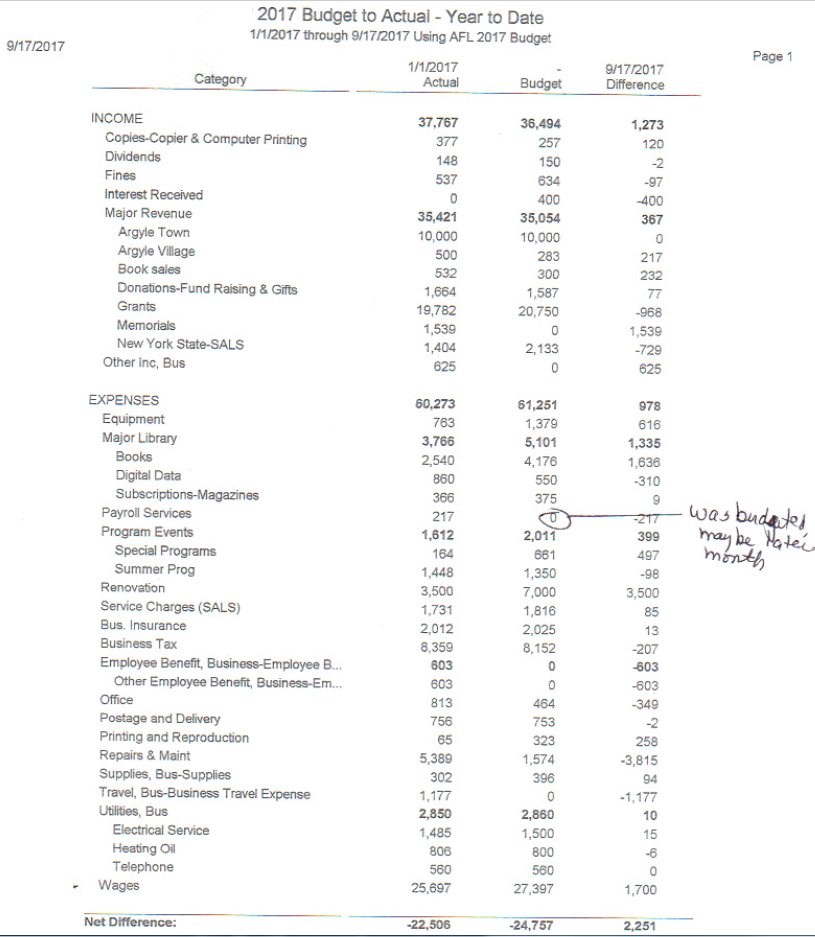 2017 Budget to Actual - Year to Date
1/1/2017 through 9/17/2017 Using AFL 2017 Budget
9/17/2017
Page 1
1/1/2017 - 9/17/2017
Category Actual Budget Difference
INCOME 37,767 36,494 1,273
Copies-Copier & Computer Printing 377 257 120
Dividends 148 150 -2
Fines 537 634 -97
Interest Received 0 400 -400
Major Revenue 35,421 35,054 367
Argyle Town 10,000 10,000 0
Argyle Village 500 283 217
Book sales 532 300 232
Donations-Fund Raising & Gifts 1,664 1,587 77
Grants 19,782 20,750 -968
Memorials 1,539 0 1,539
New York State-SALS 1,404 2,133 -729
Other Inc, Bus 625 0 625
EXPENSES 60,273 61,251 978
Equipment 763 1,379 616
Major Library 3,766 5,101 1,335
Books 2,540 4,176 1,636
Digital Data 860 550 -310
Subscriptions-Magazines 366 375 9
Payroll Services 217 0 -217 was budgeted
Program Events 1,612 2,011 399 may be
Special Programs 164 661 497 month
Summer Prog 1,448 1,350 -98
Renovation 3,500 7,000 3,500
Service Charges (SALS) 1,731 1,816 85
Bus. Insurance 2,012 2,025 13
Business Tax 8,359 8,152 -207
Employee Benefit, Business-Employee B... 603 0 -603
Other Employee Benefit, Business-Em... 603 0 -603
Office 813 464 -349
Postage and Delivery 756 753 -2
Printing and Reproduction 65 323 258
Repairs & Maint 5,389 1,574 -3,815
Supplies, Bus-Supplies 302 396 94
Travel, Bus-Business Travel Expense 1,177 0 -1,177
Utilities, Bus 2,850 2,860 10
Electrical Service 1,485 1,500 15
Heating Oil 806 800 -6
Telephone 560 560 0
Wages 25,697 27,397 1,700
Net Difference: -22,506 -24,757 2,251